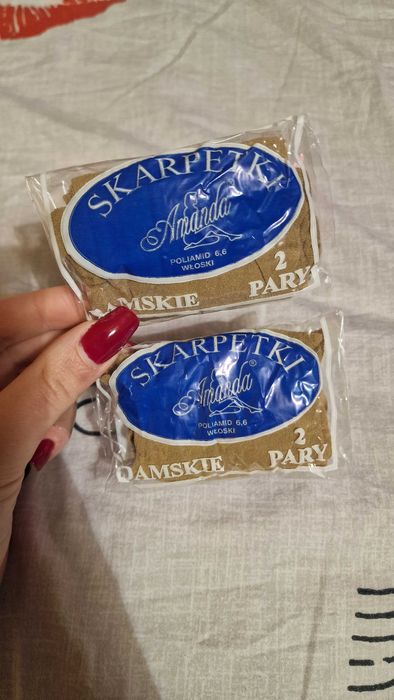 SKARPETKI
Amanda
POLIAMID 6,6
WŁOSKI
DAMSKIE
2
PARY
SKARPETKI
Amanda®
POLIAMID 6,6
WŁOSKI
DAMSKIE
2
PARY